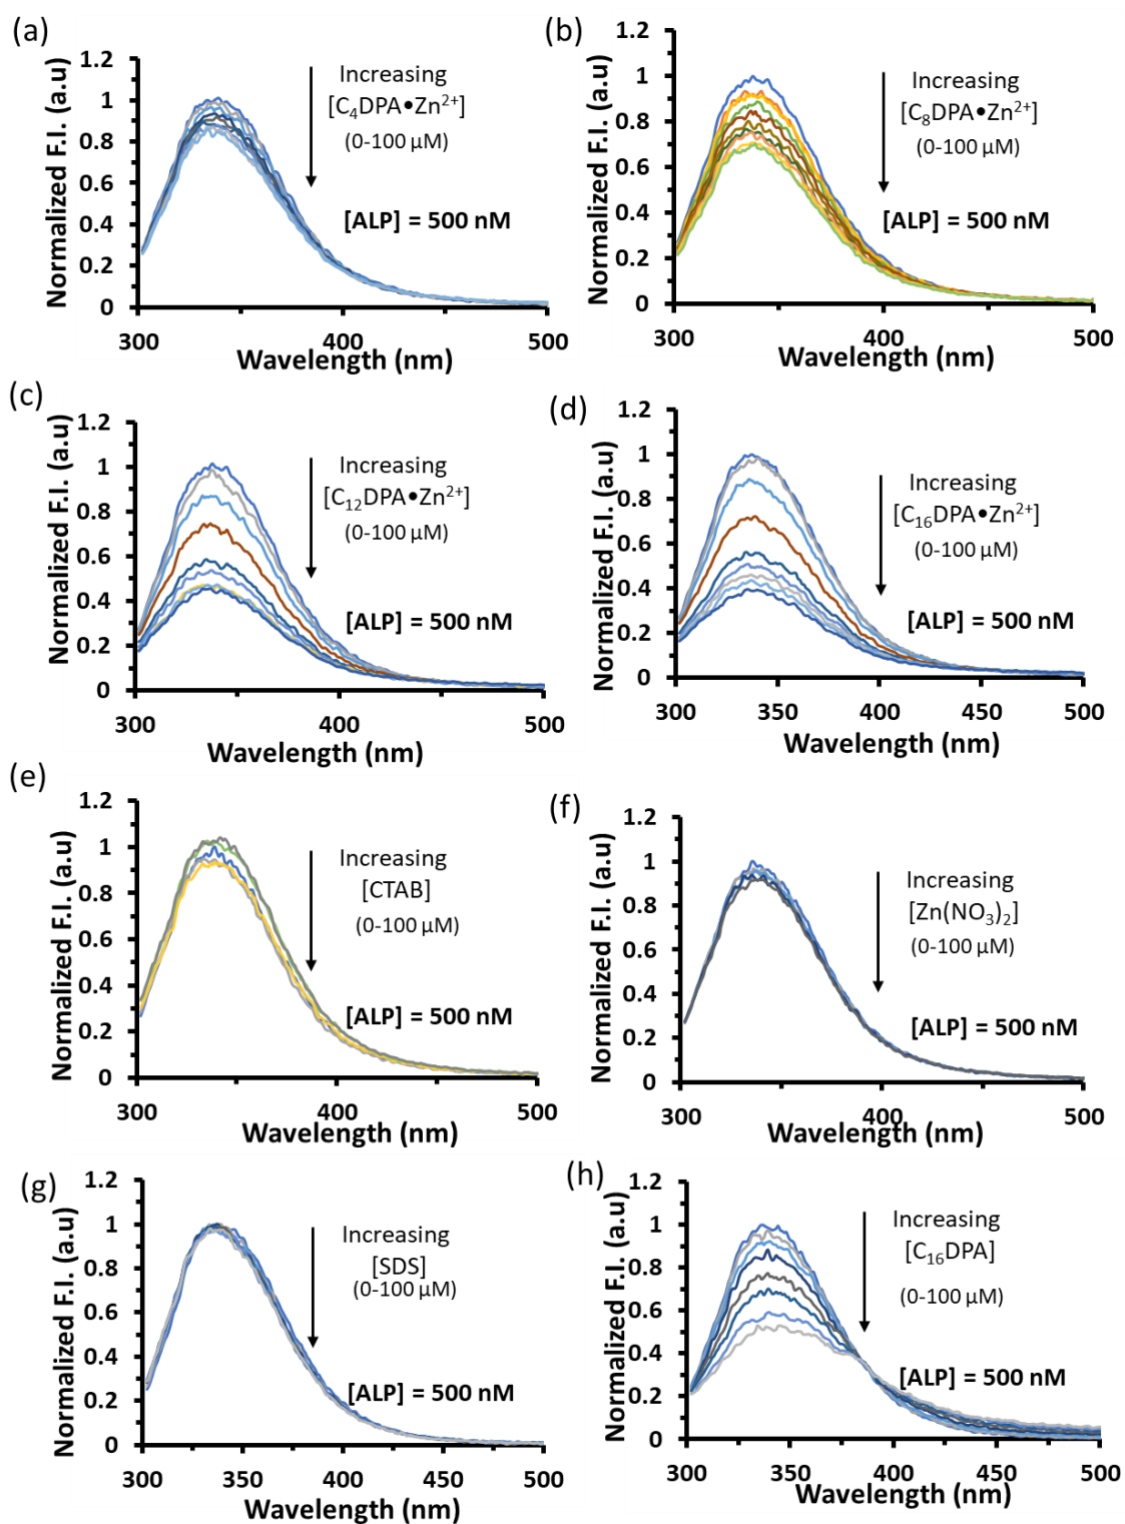 (a)
Normalized F.I. (a.u)
1.2
1
0.8
0.6
0.4
0.2
0
300
400
500
Wavelength (nm)
Increasing
[C₄DPA•Zn²⁺]
(0-100 µM)
[ALP] = 500 nM
(b)
Normalized F.I. (a.u)
1.2
1
0.8
0.6
0.4
0.2
0
300
400
500
Wavelength (nm)
Increasing
[C₈DPA•Zn²⁺]
(0-100 µM)
[ALP] = 500 nM
(c)
Normalized F.I. (a.u)
1.2
1
0.8
0.6
0.4
0.2
0
300
400
500
Wavelength (nm)
Increasing
[C₁₂DPA•Zn²⁺]
(0-100 µM)
[ALP] = 500 nM
(d)
Normalized F.I. (a.u)
1.2
1
0.8
0.6
0.4
0.2
0
300
350
400
450
500
Wavelength (nm)
Increasing
[C₁₆DPA•Zn²⁺]
(0-100 µM)
[ALP] = 500 nM
(e)
Normalized F.I. (a.u)
1.2
1
0.8
0.6
0.4
0.2
0
300
400
500
Wavelength (nm)
Increasing
[CTAB]
(0-100 µM)
[ALP] = 500 nM
(f)
Normalized F.I. (a.u)
1.2
1
0.8
0.6
0.4
0.2
0
300
400
500
Wavelength (nm)
Increasing
[Zn(NO₃)₂]
(0-100 µM)
[ALP] = 500 nM
(g)
Normalized F.I. (a.u)
1.2
1
0.8
0.6
0.4
0.2
0
300
350
400
450
500
Wavelength (nm)
Increasing
[SDS]
(0-100 µM)
[ALP] = 500 nM
(h)
Normalized F.I. (a.u)
1.2
1
0.8
0.6
0.4
0.2
0
300
350
400
450
500
Wavelength (nm)
Increasing
[C₁₆DPA]
(0-100 µM)
[ALP] = 500 nM